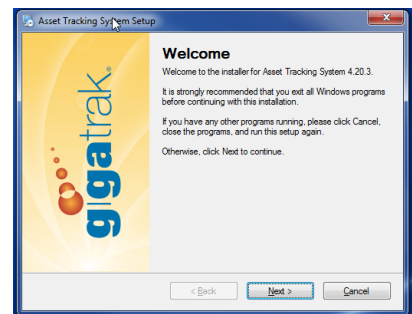 Asset Tracking System Setup
Welcome
Welcome to the installer for Asset Tracking System 4.20.3.
It is strongly recommended that you exit all Windows programs
before continuing with this installation.
If you have any other programs running, please click Cancel,
close the programs, and run this setup again.
Otherwise, click Next to continue.
gigatrak.
< Back
Next >
Cancel